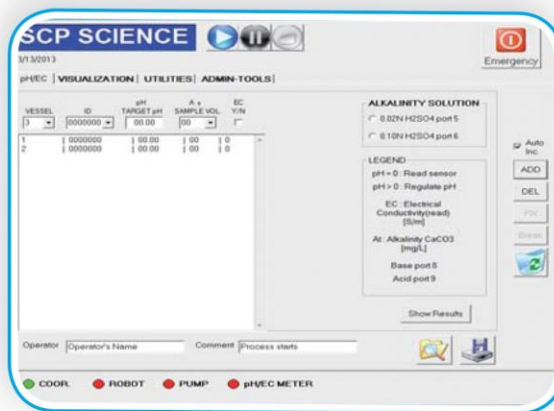 SCP SCIENCE
3/13/2013
Emergency
pH/EC | VISUALIZATION | UTILITIES | ADMIN-TOOLS |
VESSEL ID pH TARGET pH A, SAMPLE VOL. EC Y/N
3 0000000 00.00 00
1 | 0000000 | 00.00 | 00 | 0
2 | 0000000 | 00.00 | 00 | 0
ALKALINITY SOLUTION
0.02N H2SO4 port 5
0.10N H2SO4 port 6
LEGEND
pH = 0 : Read sensor
pH > 0 : Regulate pH
EC : Electrical
Conductivity(read)
[S/m]
At: Alkalinity CaCO3
[mg/L]
Base port 8
Acid port 9
Show Results
Auto
Inc.
ADD
DEL
Operator Operator's Name Comment Process starts
COOR. ROBOT PUMP pH/EC METER